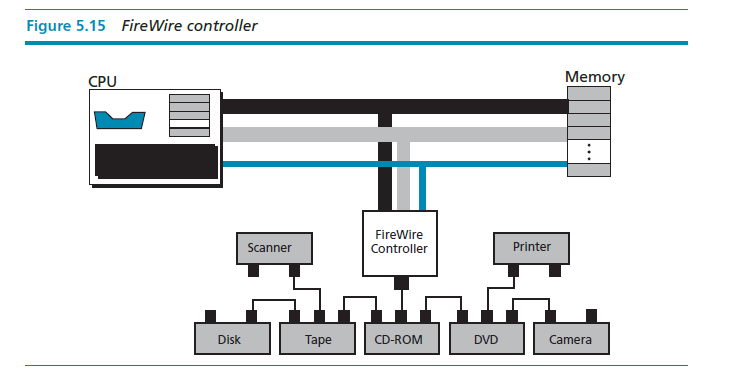 Figure 5.15 FireWire controller
CPU
Memory
FireWire
Controller
Scanner
Printer
Disk
Tape
CD-ROM
DVD
Camera